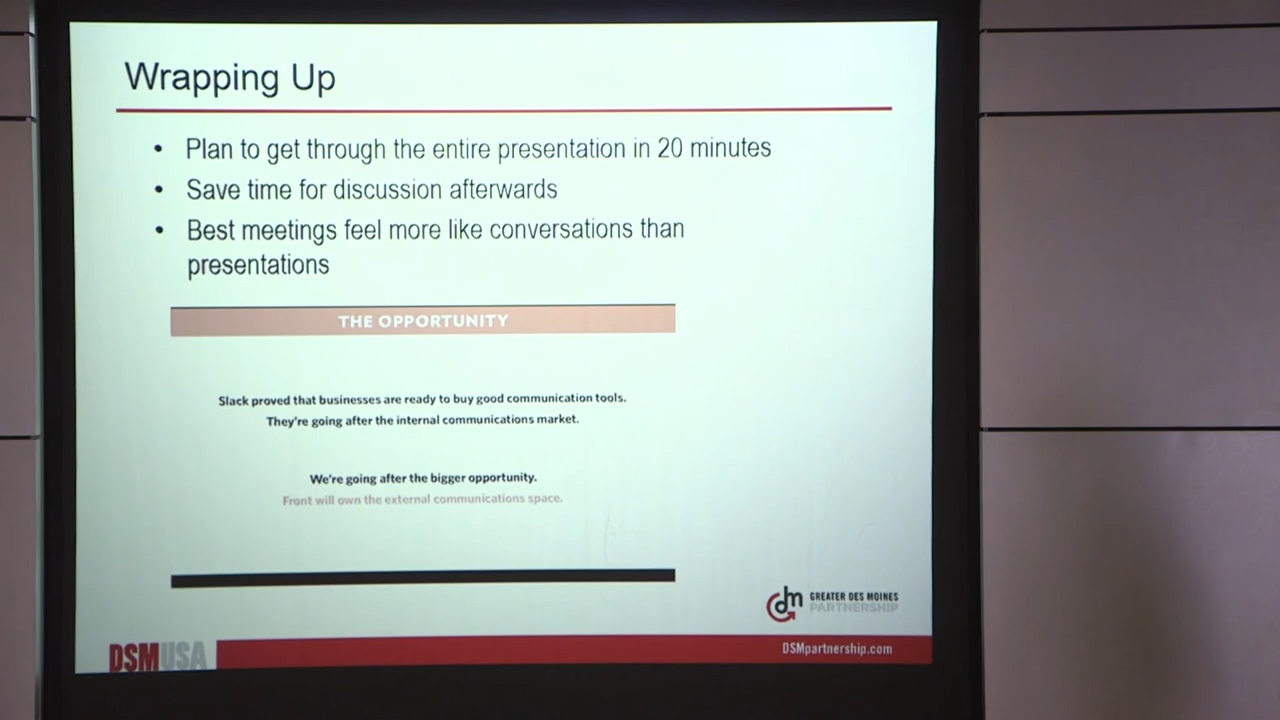 Wrapping Up
• Plan to get through the entire presentation in 20 minutes
• Save time for discussion afterwards
• Best meetings feel more like conversations than
presentations
THE OPPORTUNITY
Slack proved that businesses are ready to buy good communication tools.
They're going after the internal communications market.
We're going after the bigger opportunity.
Front will own the external communications space.
dm GREATER DES MOINES
PARTNERSHIP
DSMUSA
DSMpartnership.com